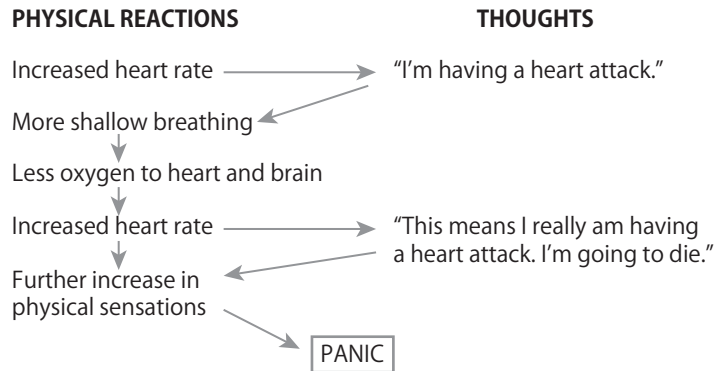 PHYSICAL REACTIONS THOUGHTS
Increased heart rate “I’m having a heart attack.”
More shallow breathing
Less oxygen to heart and brain
Increased heart rate “This means I really am having
a heart attack. I’m going to die.”
Further increase in
physical sensations
PANIC